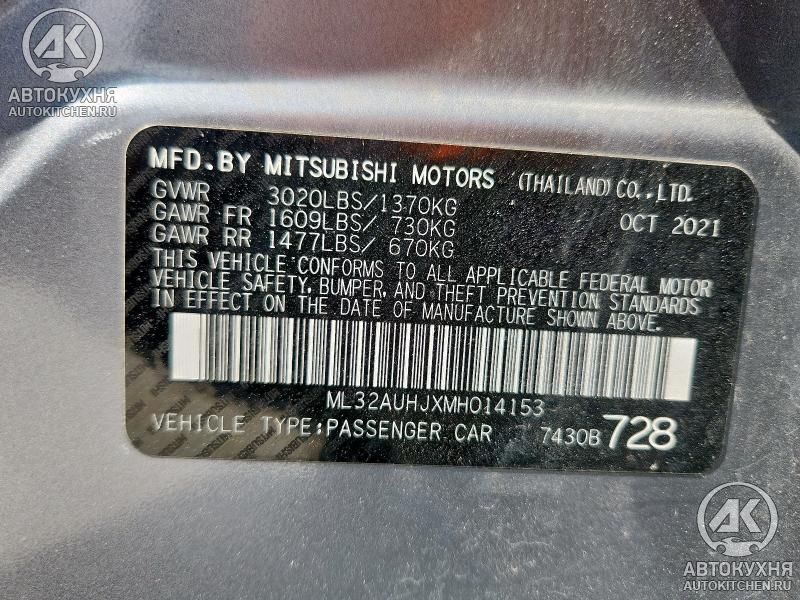 AK
АВТОКУХНЯ
AUTOKITCHEN.RU
MFD.BY MITSUBISHI MOTORS (THAILAND) CO.,LTD.
GVWR 3020LBS/1370KG OCT 2021
GAWR FR 1609LBS/ 730KG
GAWR RR 1477LBS/ 670KG
THIS VEHICLE CONFORMS TO ALL APPLICABLE FEDERAL MOTOR
VEHICLE SAFETY, BUMPER, AND THEFT PREVENTION STANDARDS
IN EFFECT ON THE DATE OF MANUFACTURE SHOWN ABOVE.
ML32AUHJXMH014153
VEHICLE TYPE:PASSENGER CAR 7430B 728
AK
АВТОКУХНЯ
AUTOKITCHEN.RU